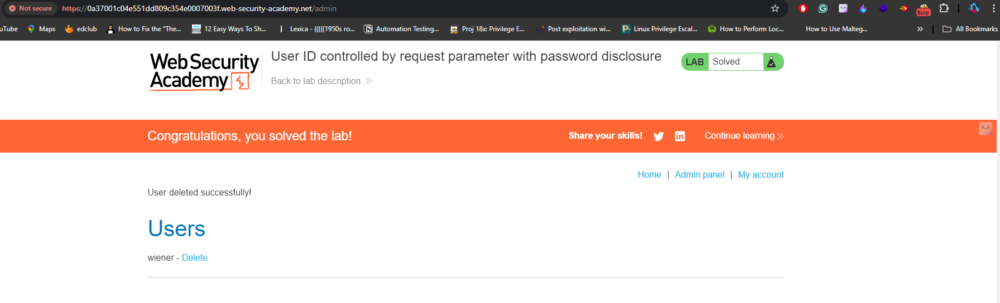 Not secure https://0a37001c04e551dd809c354e0007003f.web-security-academy.net/admin Burp
uTube Maps edclub How to Fix the "The... 12 Easy Ways To Sh... Lexica - (((((1950s ro... Automation Testing... Proj 18x: Privilege E... Post exploitation wi... Linux Privilege Escal... How to Perform Loc... How to Use Malteg... » All Bookmarks
Web Security
Academy
User ID controlled by request parameter with password disclosure
LAB Solved
Back to lab description
Congratulations, you solved the lab! Share your skills! Continue learning
Home | Admin panel | My account
User deleted successfully!
Users
wiener - Delete